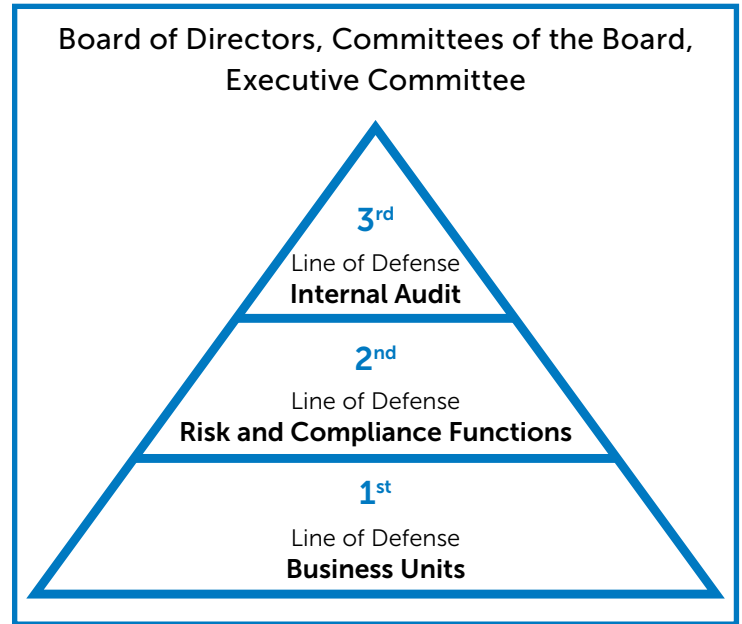 Board of Directors, Committees of the Board,
Executive Committee
3rd
Line of Defense
Internal Audit
2nd
Line of Defense
Risk and Compliance Functions
1st
Line of Defense
Business Units